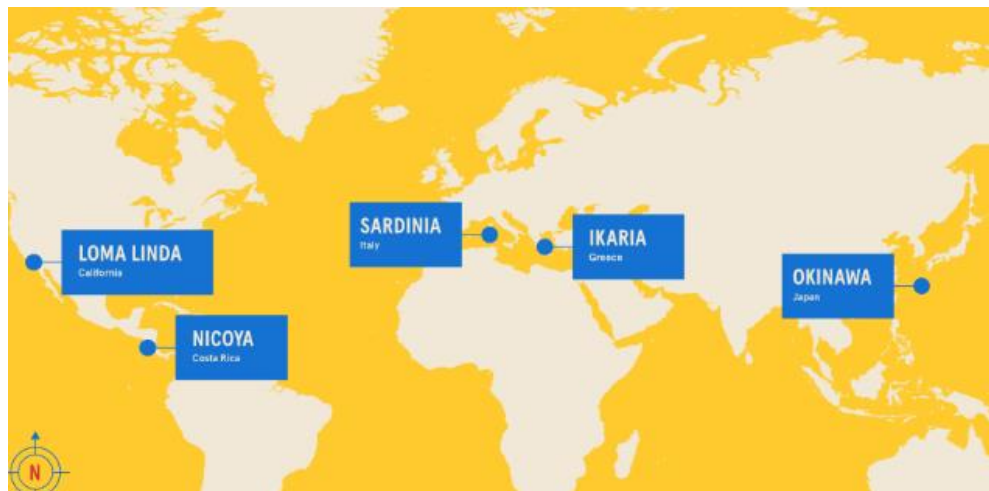 SARDINIA
Italy
IKARIA
Greece
LOMA LINDA
California
OKINAWA
Japan
NICOYA
Costa Rica
N